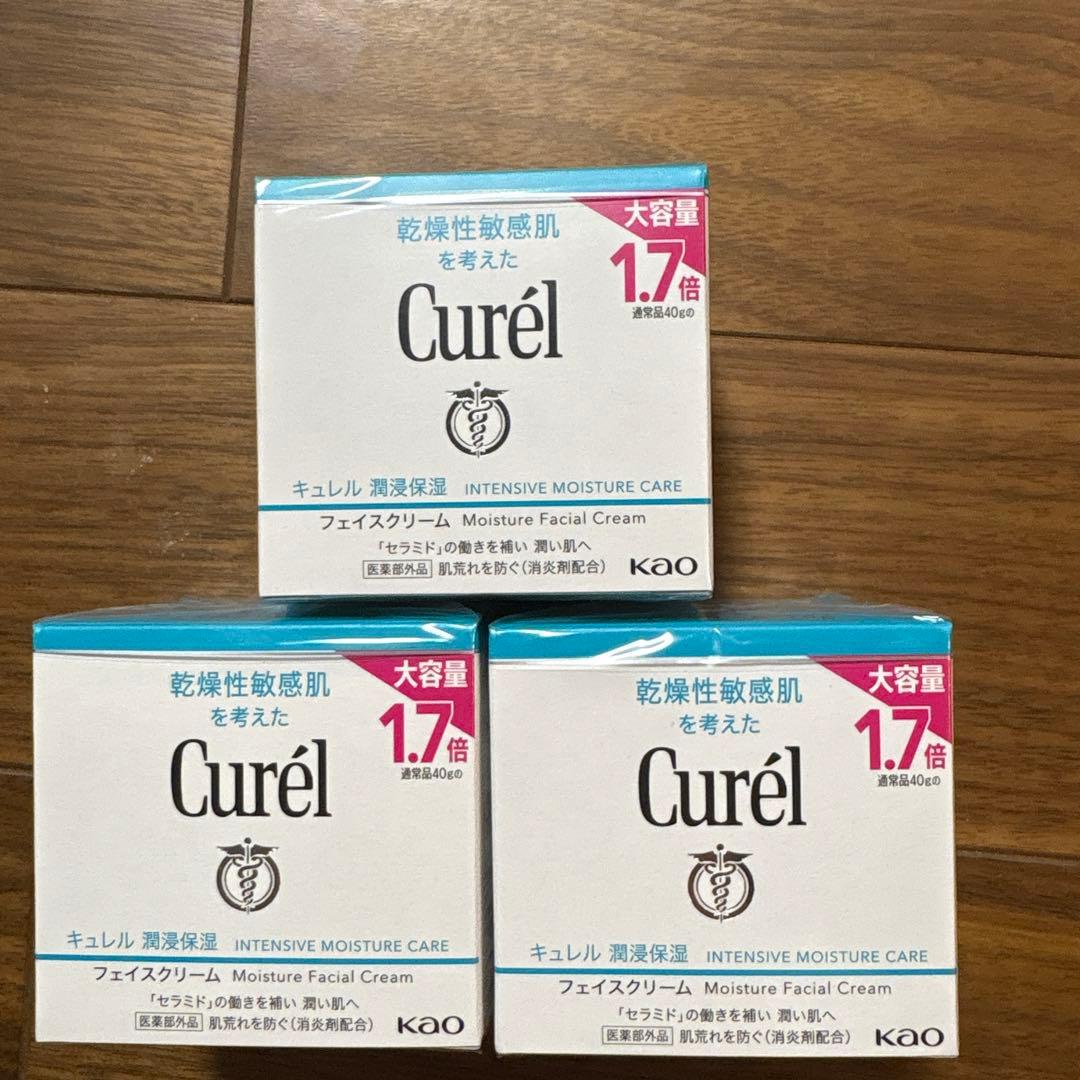 乾燥性敏感肌
を考えた
大容量
1.7倍
通常品40gの
Curél
キュレル 潤浸保湿 INTENSIVE MOISTURE CARE
フェイスクリーム Moisture Facial Cream
「セラミド」の働きを補い 潤い肌へ
医薬部外品 肌荒れを防ぐ(消炎剤配合)
Kao
乾燥性敏感肌
を考えた
大容量
1.7倍
通常品40gの
Curél
キュレル 潤浸保湿 INTENSIVE MOISTURE CARE
フェイスクリーム Moisture Facial Cream
「セラミド」の働きを補い 潤い肌へ
医薬部外品 肌荒れを防ぐ(消炎剤配合)
Kao
乾燥性敏感肌
を考えた
大容量
1.7倍
通常品40gの
Curél
キュレル 潤浸保湿 INTENSIVE MOISTURE CARE
フェイスクリーム Moisture Facial Cream
「セラミド」の働きを補い 潤い肌へ
医薬部外品 肌荒れを防ぐ(消炎剤配合)
Kao